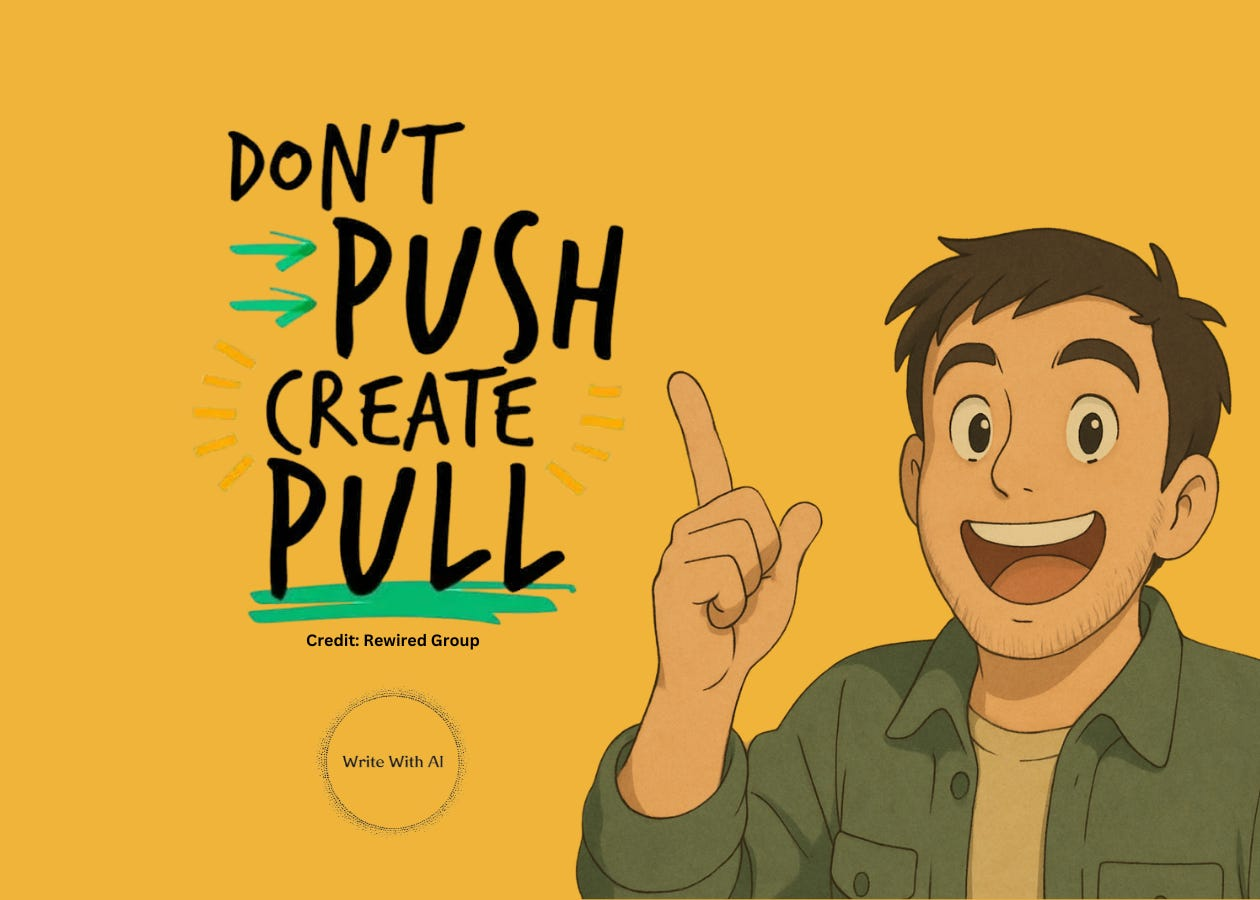 DON'T
PUSH
CREATE
PULL
Credit: Rewired Group
Write With AI